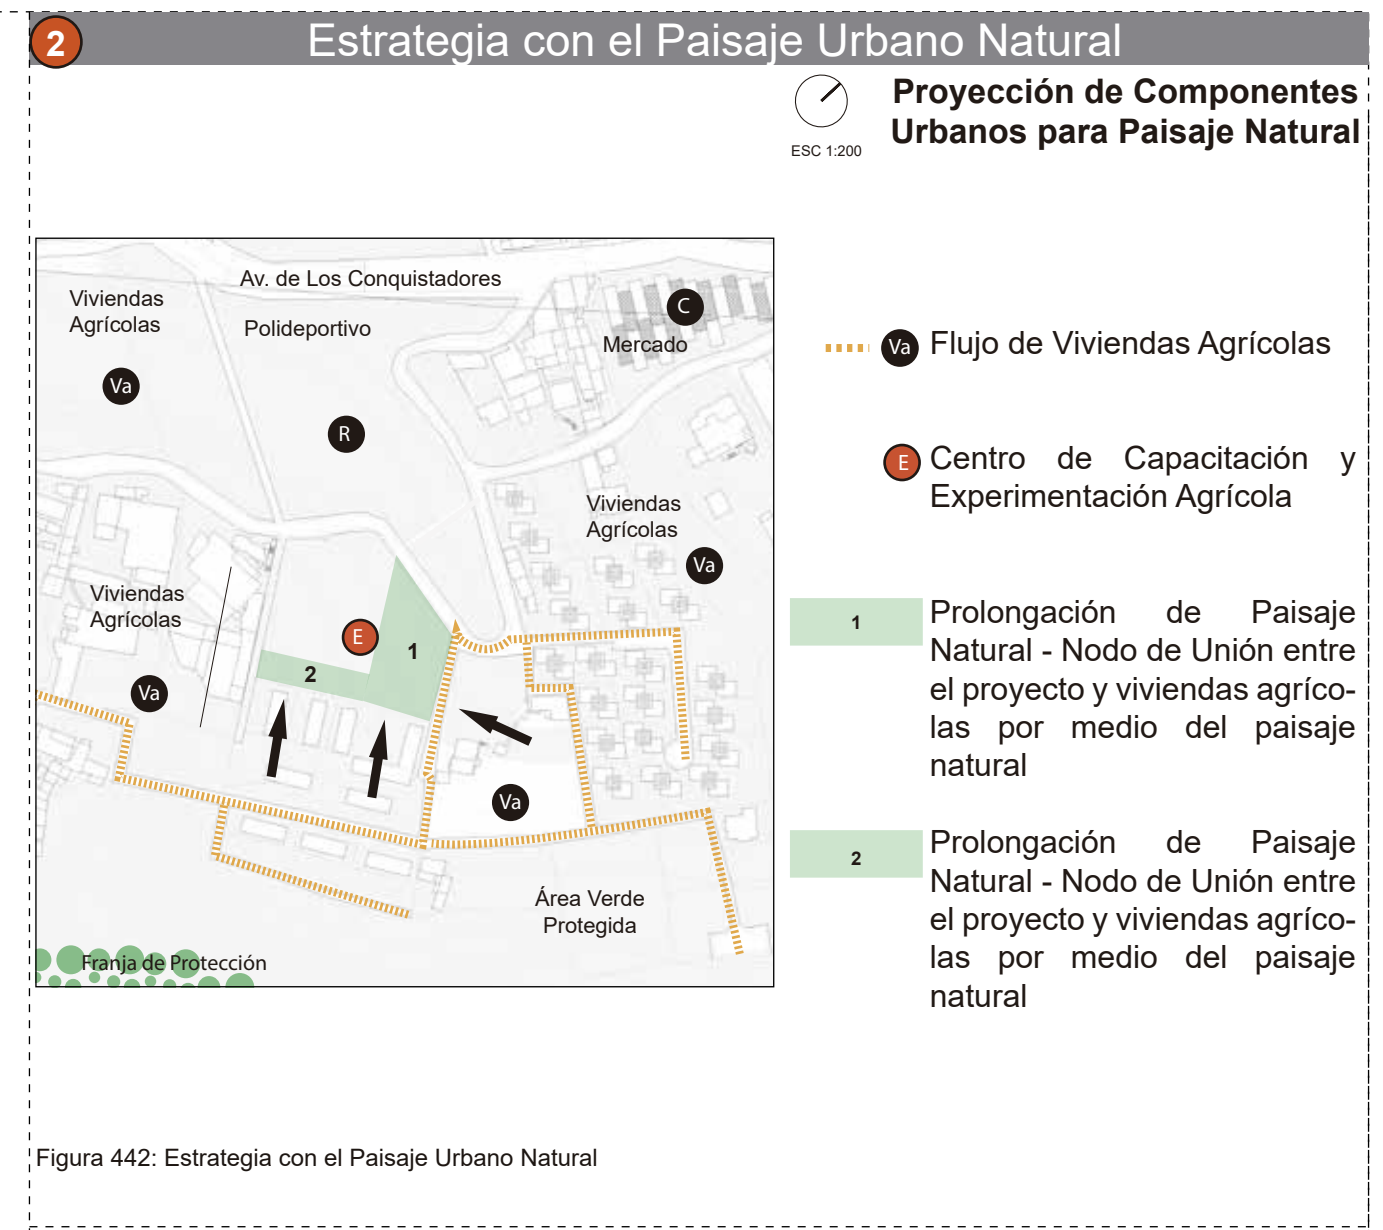 2
Estrategia con el Paisaje Urbano Natural
ESC 1:200
Proyección de Componentes
Urbanos para Paisaje Natural
Av. de Los Conquistadores
Viviendas
Agrícolas
Va
Polideportivo
R
C
Mercado
Viviendas
Agrícolas
Va
Viviendas
Agrícolas
Va
E
1
2
Va
Área Verde
Protegida
Franja de Protección
Va Flujo de Viviendas Agrícolas
E Centro de Capacitación y
Experimentación Agrícola
1 Prolongación de Paisaje
Natural - Nodo de Unión entre
el proyecto y viviendas agríco-
las por medio del paisaje
natural
2 Prolongación de Paisaje
Natural - Nodo de Unión entre
el proyecto y viviendas agríco-
las por medio del paisaje
natural
Figura 442: Estrategia con el Paisaje Urbano Natural